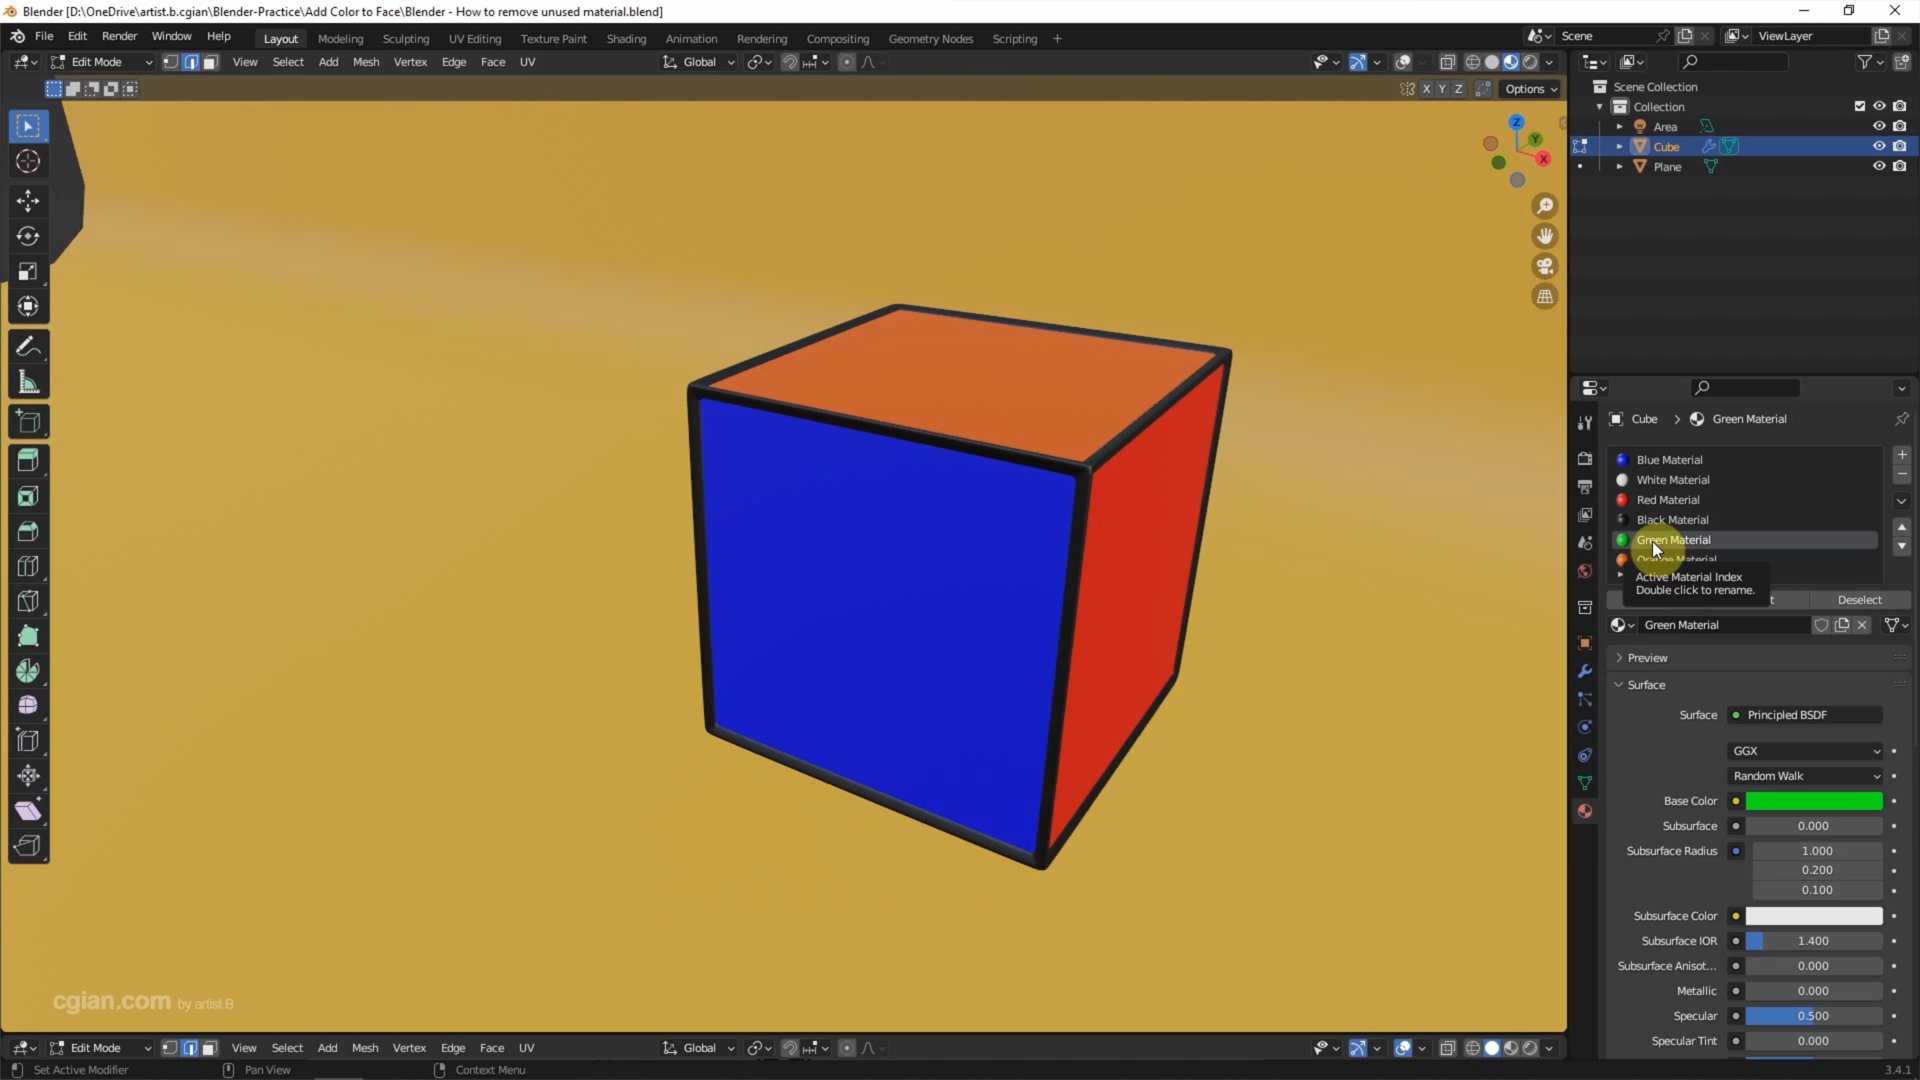 Blender [D:\OneDrive\artist.b.cgian\Blender-Practice\Add Color to Face\Blender - How to remove unused material.blend]
File Edit Render Window Help Layout Modeling Sculpting UV Editing Texture Paint Shading Animation Rendering Compositing Geometry Nodes Scripting + Scene ViewLayer
Edit Mode View Select Add Mesh Vertex Edge Face UV Global
X Y Z Options
Scene Collection
Collection
Area
Cube
Plane
Z
Y
X
Cube > Green Material
Blue Material
White Material
Red Material
Black Material
Green Material
Orange Material
Active Material Index
Double click to rename.
Deselect
Green Material
Preview
Surface
Surface Principled BSDF
GGX
Random Walk
Base Color
Subsurface 0.000
Subsurface Radius 1.000
0.200
0.100
Subsurface Color
Subsurface IOR 1.400
Subsurface Anisot... 0.000
Metallic 0.000
Specular 0.500
Specular Tint 0.000
cgian.com by artist.B
Edit Mode View Select Add Mesh Vertex Edge Face UV Global
Set Active Modifier Pan View Context Menu 3.4.1